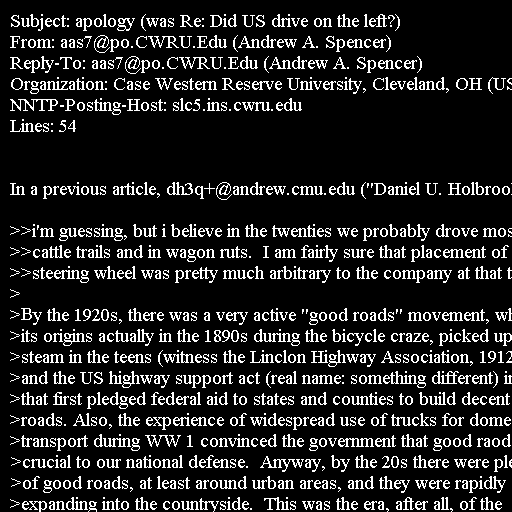 Subject: apology (was Re: Did US drive on the left?)
From: aas7@po.CWRU.Edu (Andrew A. Spencer)
Reply-To: aas7@po.CWRU.Edu (Andrew A. Spencer)
Organization: Case Western Reserve University, Cleveland, OH (US
NNTP-Posting-Host: slc5.ins.cwru.edu
Lines: 54
In a previous article, dh3q+@andrew.cmu.edu ("Daniel U. Holbrool
>>i'm guessing, but i believe in the twenties we probably drove mos
>>cattle trails and in wagon ruts.  I am fairly sure that placement of
>>steering wheel was pretty much arbitrary to the company at that t
>
>By the 1920s, there was a very active "good roads" movement, wh
>its origins actually in the 1890s during the bicycle craze, picked up
>steam in the teens (witness the Linclon Highway Association, 1912
>and the US highway support act (real name: something different) in
>that first pledged federal aid to states and counties to build decent
>roads. Also, the experience of widespread use of trucks for dome
>transport during WW 1 convinced the government that good raod
>crucial to our national defense.  Anyway, by the 20s there were ple
>of good roads, at least around urban areas, and they were rapidly
>expanding into the countryside.  This was the era, after all, of the